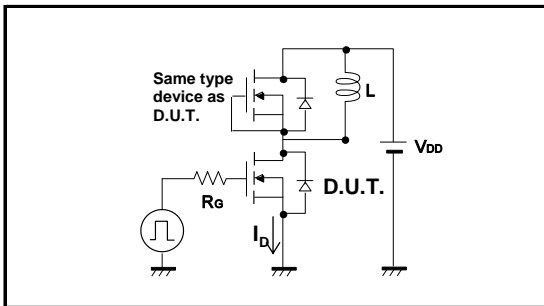 Same type
device as
D.U.T.
L
VDD
D.U.T.
RG
ID